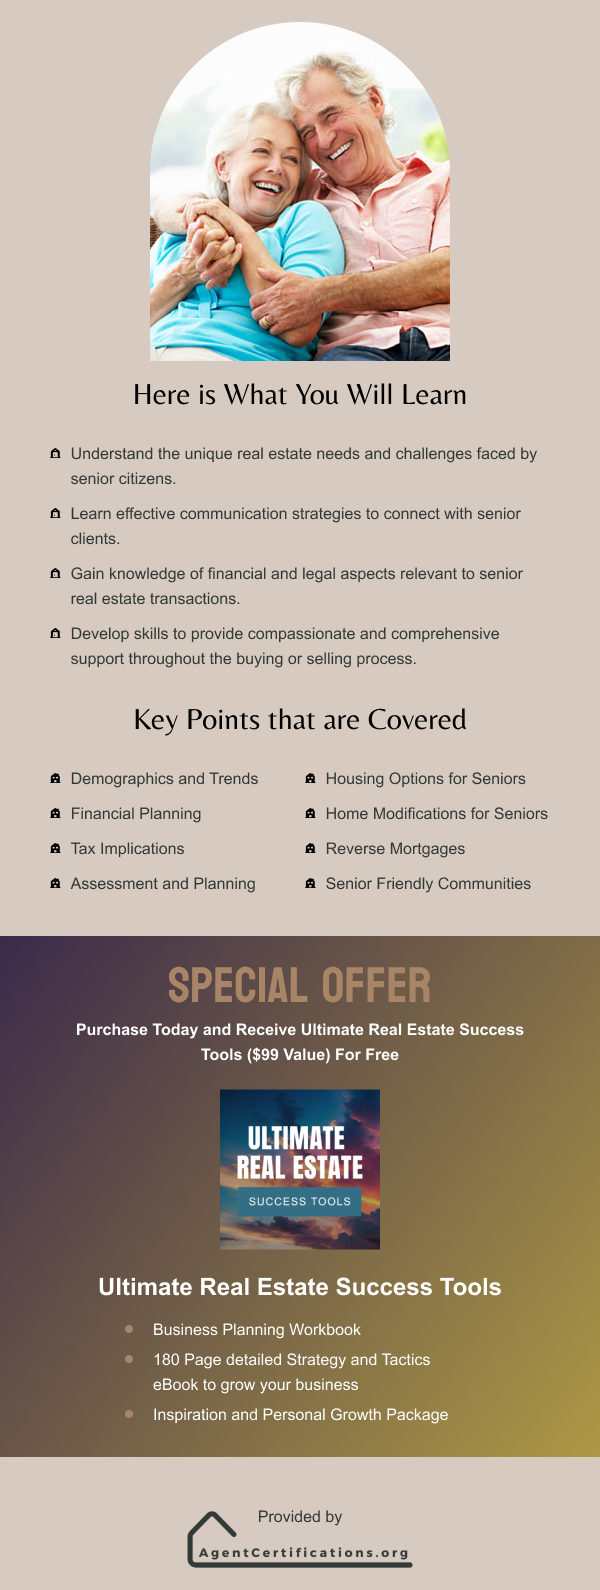 Here is What You Will Learn
Understand the unique real estate needs and challenges faced by
senior citizens.
Learn effective communication strategies to connect with senior
clients.
Gain knowledge of financial and legal aspects relevant to senior
real estate transactions.
Develop skills to provide compassionate and comprehensive
support throughout the buying or selling process.
Key Points that are Covered
Demographics and Trends
Financial Planning
Tax Implications
Assessment and Planning
Housing Options for Seniors
Home Modifications for Seniors
Reverse Mortgages
Senior Friendly Communities
SPECIAL OFFER
Purchase Today and Receive Ultimate Real Estate Success
Tools ($99 Value) For Free
ULTIMATE
REAL ESTATE
SUCCESS TOOLS
Ultimate Real Estate Success Tools
Business Planning Workbook
180 Page detailed Strategy and Tactics
eBook to grow your business
Inspiration and Personal Growth Package
Provided by
AgentCertifications.org